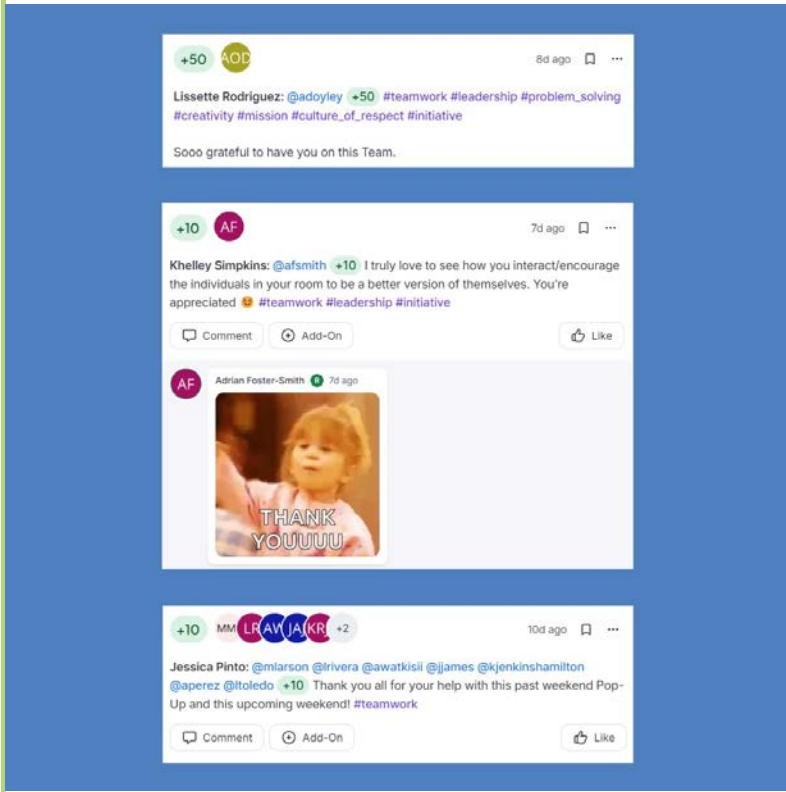 +50 AOD 8d ago ...
Lissette Rodriguez: @adoyley +50 #teamwork #leadership #problem_solving
#creativity #mission #culture_of_respect #initiative
Sooo grateful to have you on this Team.
+10 AF 7d ago ...
Khelley Simpkins: @afsmith +10 I truly love to see how you interact/encourage
the individuals in your room to be a better version of themselves. You're
appreciated 😉 #teamwork #leadership #initiative
Comment Add-On Like
AF Adrian Foster-Smith R 7d ago
THANK
YOUUUU
+10 MM LR AW JAJ KRJ +2 10d ago ...
Jessica Pinto: @mlarson @lrivera @awatkisii @jjames @kjenkinshamilton
@aperez @ltoledo +10 Thank you all for your help with this past weekend Pop-
Up and this upcoming weekend! #teamwork
Comment Add-On Like